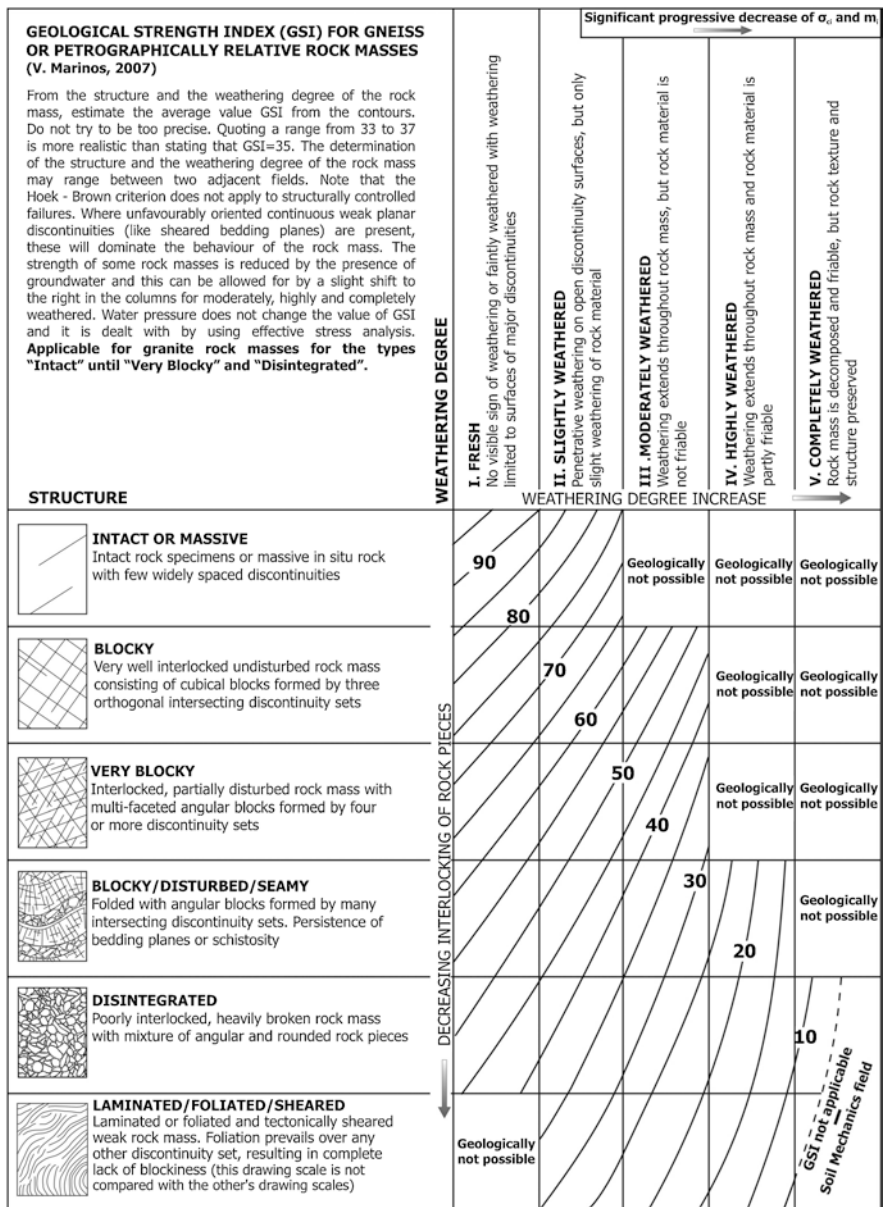 GEOLOGICAL STRENGTH INDEX (GSI) FOR GNEISS
OR PETROGRAPHICALLY RELATIVE ROCK MASSES
(V. Marinos, 2007)
From the structure and the weathering degree of the rock
mass, estimate the average value GSI from the contours.
Do not try to be too precise. Quoting a range from 33 to 37
is more realistic than stating that GSI=35. The determination
of the structure and the weathering degree of the rock mass
may range between two adjacent fields. Note that the
Hoek - Brown criterion does not apply to structurally controlled
failures. Where unfavourably oriented continuous weak planar
discontinuities (like sheared bedding planes) are present,
these will dominate the behaviour of the rock mass. The
strength of some rock masses is reduced by the presence of
groundwater and this can be allowed for by a slight shift to
the right in the columns for moderately, highly and completely
weathered. Water pressure does not change the value of GSI
and it is dealt with by using effective stress analysis.
Applicable for granite rock masses for the types
“Intact” until “Very Blocky” and “Disintegrated”.
STRUCTURE
WEATHERING DEGREE
Significant progressive decrease of σci and mi
I. FRESH
No visible sign of weathering or faintly weathered with weathering
limited to surfaces of major discontinuities
II. SLIGHTLY WEATHERED
Penetrative weathering on open discontinuity surfaces, but only
slight weathering of rock material
III .MODERATELY WEATHERED
Weathering extends throughout rock mass, but rock material is
not friable
IV. HIGHLY WEATHERED
Weathering extends throughout rock mass and rock material is
partly friable
V. COMPLETELY WEATHERED
Rock mass is decomposed and friable, but rock texture and
structure preserved
WEATHERING DEGREE INCREASE
DECREASING INTERLOCKING OF ROCK PIECES
INTACT OR MASSIVE
Intact rock specimens or massive in situ rock
with few widely spaced discontinuities
90
80
Geologically
not possible
Geologically
not possible
Geologically
not possible
BLOCKY
Very well interlocked undisturbed rock mass
consisting of cubical blocks formed by three
orthogonal intersecting discontinuity sets
70
60
Geologically
not possible
Geologically
not possible
VERY BLOCKY
Interlocked, partially disturbed rock mass with
multi-faceted angular blocks formed by four
or more discontinuity sets
50
40
Geologically
not possible
Geologically
not possible
BLOCKY/DISTURBED/SEAMY
Folded with angular blocks formed by many
intersecting discontinuity sets. Persistence of
bedding planes or schistosity
30
20
Geologically
not possible
DISINTEGRATED
Poorly interlocked, heavily broken rock mass
with mixture of angular and rounded rock pieces
10
LAMINATED/FOLIATED/SHEARED
Laminated or foliated and tectonically sheared
weak rock mass. Foliation prevails over any
other discontinuity set, resulting in complete
lack of blockiness (this drawing scale is not
compared with the other's drawing scales)
Geologically
not possible
GSI not applicable
Soil Mechanics field